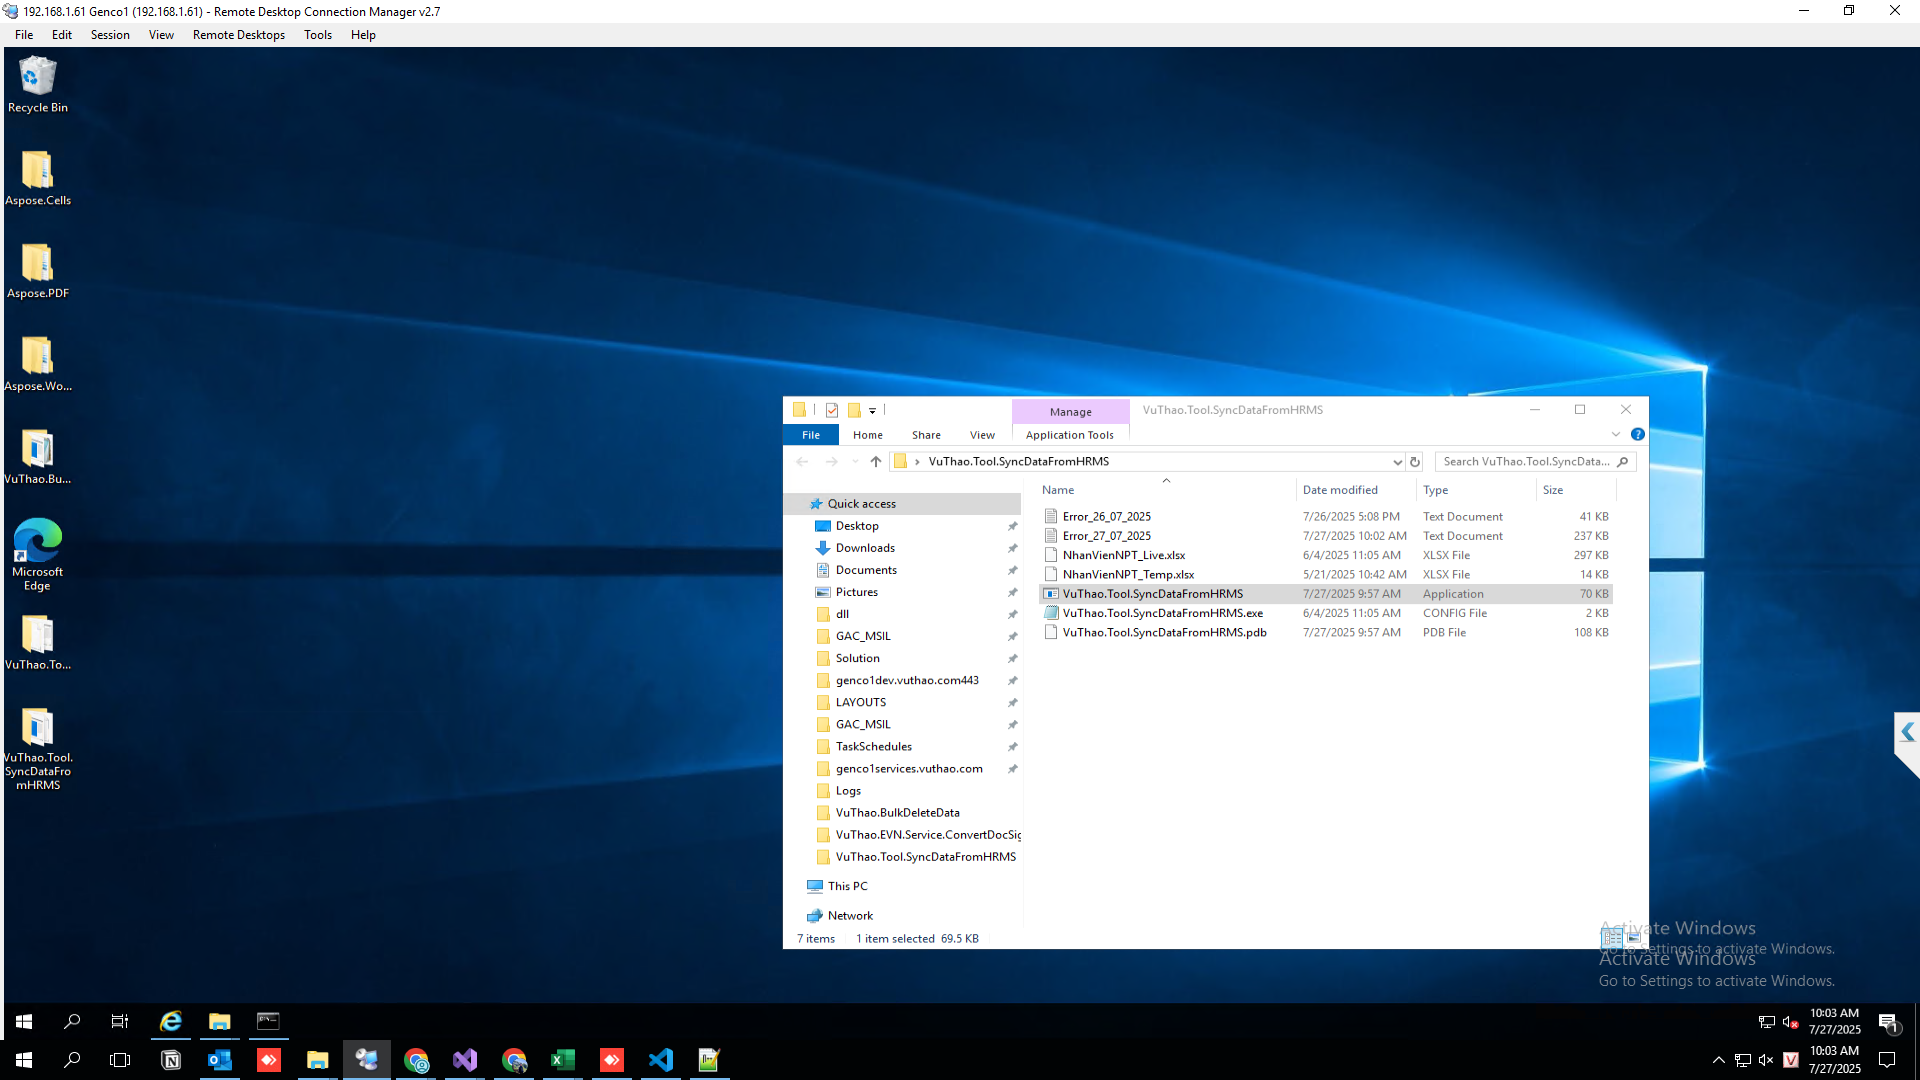 192.168.1.61 Genco1 (192.168.1.61) - Remote Desktop Connection Manager v2.7
File Edit Session View Remote Desktops Tools Help
Recycle Bin
Aspose.Cells
Aspose.PDF
Aspose.Wo...
VuThao.Bu...
Microsoft
Edge
VuThao.To...
VuThao.Tool.
SyncDataFro
mHRMS
Manage VuThao.Tool.SyncDataFromHRMS
File Home Share View Application Tools
VuThao.Tool.SyncDataFromHRMS Search VuThao.Tool.SyncData...
Name Date modified Type Size
Error_26_07_2025 7/26/2025 5:08 PM Text Document 41 KB
Error_27_07_2025 7/27/2025 10:02 AM Text Document 237 KB
NhanVienNPT_Live.xlsx 6/4/2025 11:05 AM XLSX File 297 KB
NhanVienNPT_Temp.xlsx 5/21/2025 10:42 AM XLSX File 14 KB
VuThao.Tool.SyncDataFromHRMS 7/27/2025 9:57 AM Application 70 KB
VuThao.Tool.SyncDataFromHRMS.exe 6/4/2025 11:05 AM CONFIG File 2 KB
VuThao.Tool.SyncDataFromHRMS.pdb 7/27/2025 9:57 AM PDB File 108 KB
Quick access
Desktop
Downloads
Documents
Pictures
dll
GAC_MSIL
Solution
genco1dev.vuthao.com443
LAYOUTS
GAC_MSIL
TaskSchedules
genco1services.vuthao.com
Logs
VuThao.BulkDeleteData
VuThao.EVN.Service.ConvertDocSig
VuThao.Tool.SyncDataFromHRMS
This PC
Network
7 items 1 item selected 69.5 KB
Activate Windows
Go to Settings to activate Windows.
Activate Windows
Go to Settings to activate Windows.
10:03 AM
7/27/2025
1
10:03 AM
7/27/2025